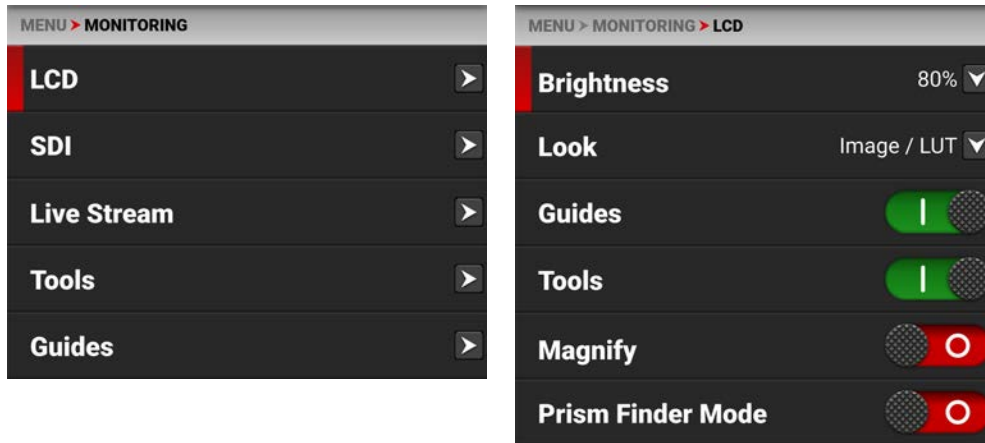 MENU > MONITORING
LCD
SDI
Live Stream
Tools
Guides
MENU > MONITORING > LCD
Brightness 80%
Look Image / LUT
Guides
Tools
Magnify
Prism Finder Mode